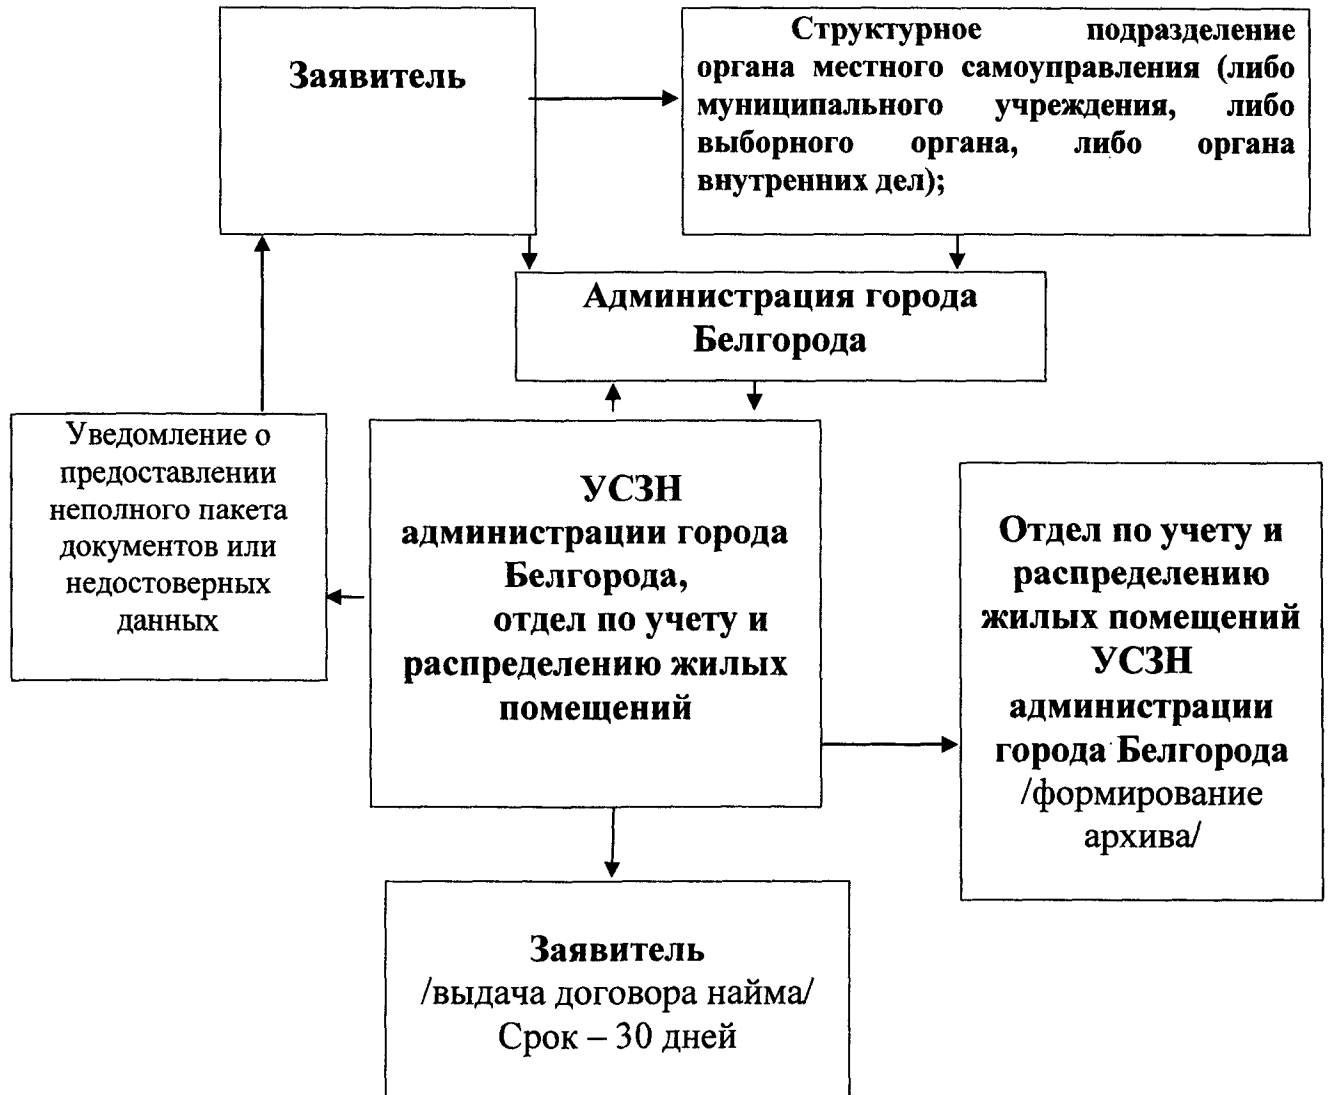 Заявитель
Структурное подразделение
органа местного самоуправления (либо
муниципального учреждения, либо
выборного органа, либо органа
внутренних дел);
Администрация города
Белгорода
Уведомление о
предоставлении
неполного пакета
документов или
недостоверных
данных
УСЗН
администрации города
Белгорода,
отдел по учету и
распределению жилых
помещений
Отдел по учету и
распределению
жилых помещений
УСЗН
администрации
города Белгорода
/формирование
архива/
Заявитель
/выдача договора найма/
Срок – 30 дней